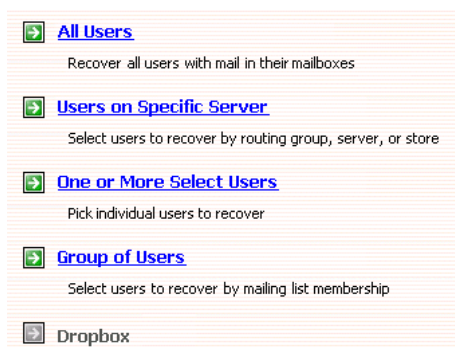 All Users
Recover all users with mail in their mailboxes
Users on Specific Server
Select users to recover by routing group, server, or store
One or More Select Users
Pick individual users to recover
Group of Users
Select users to recover by mailing list membership
Dropbox